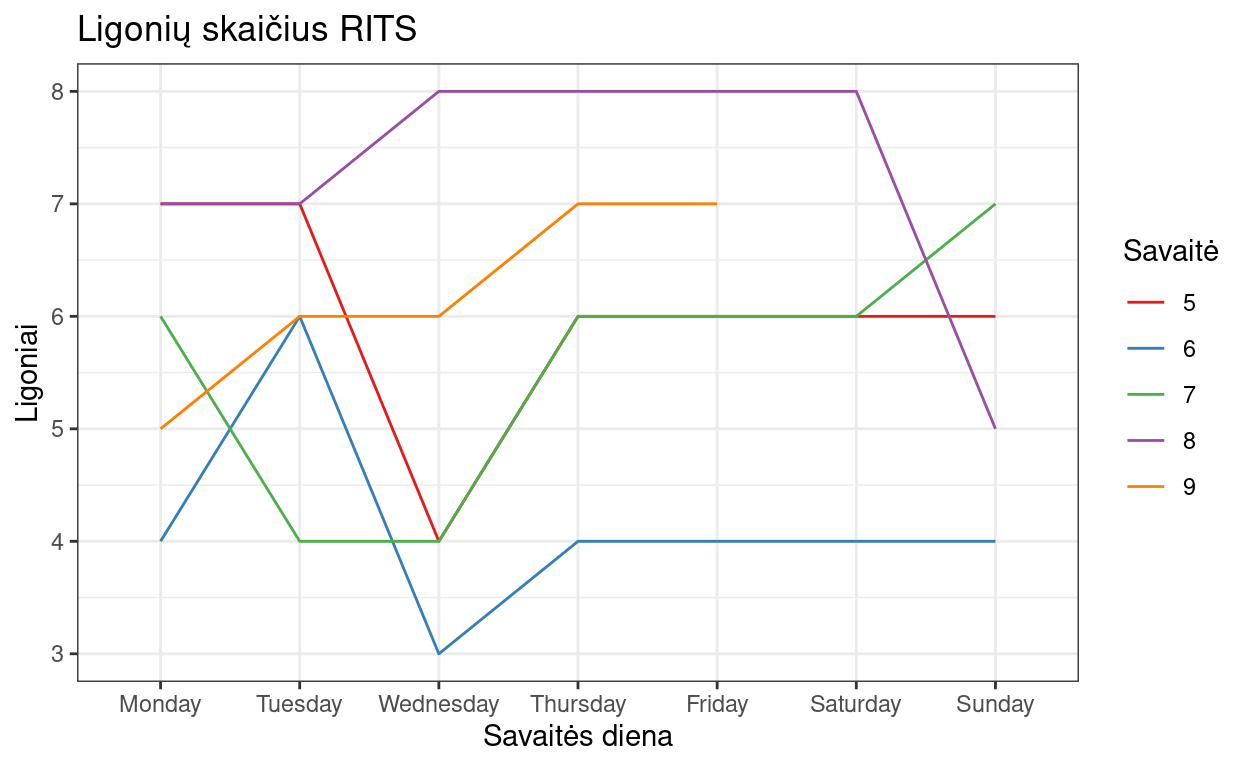 Ligonių skaičius RITS
8
7
6
5
4
3
Ligoniai
Monday Tuesday Wednesday Thursday Friday Saturday Sunday
Savaitės diena
Savaitė
5
6
7
8
9